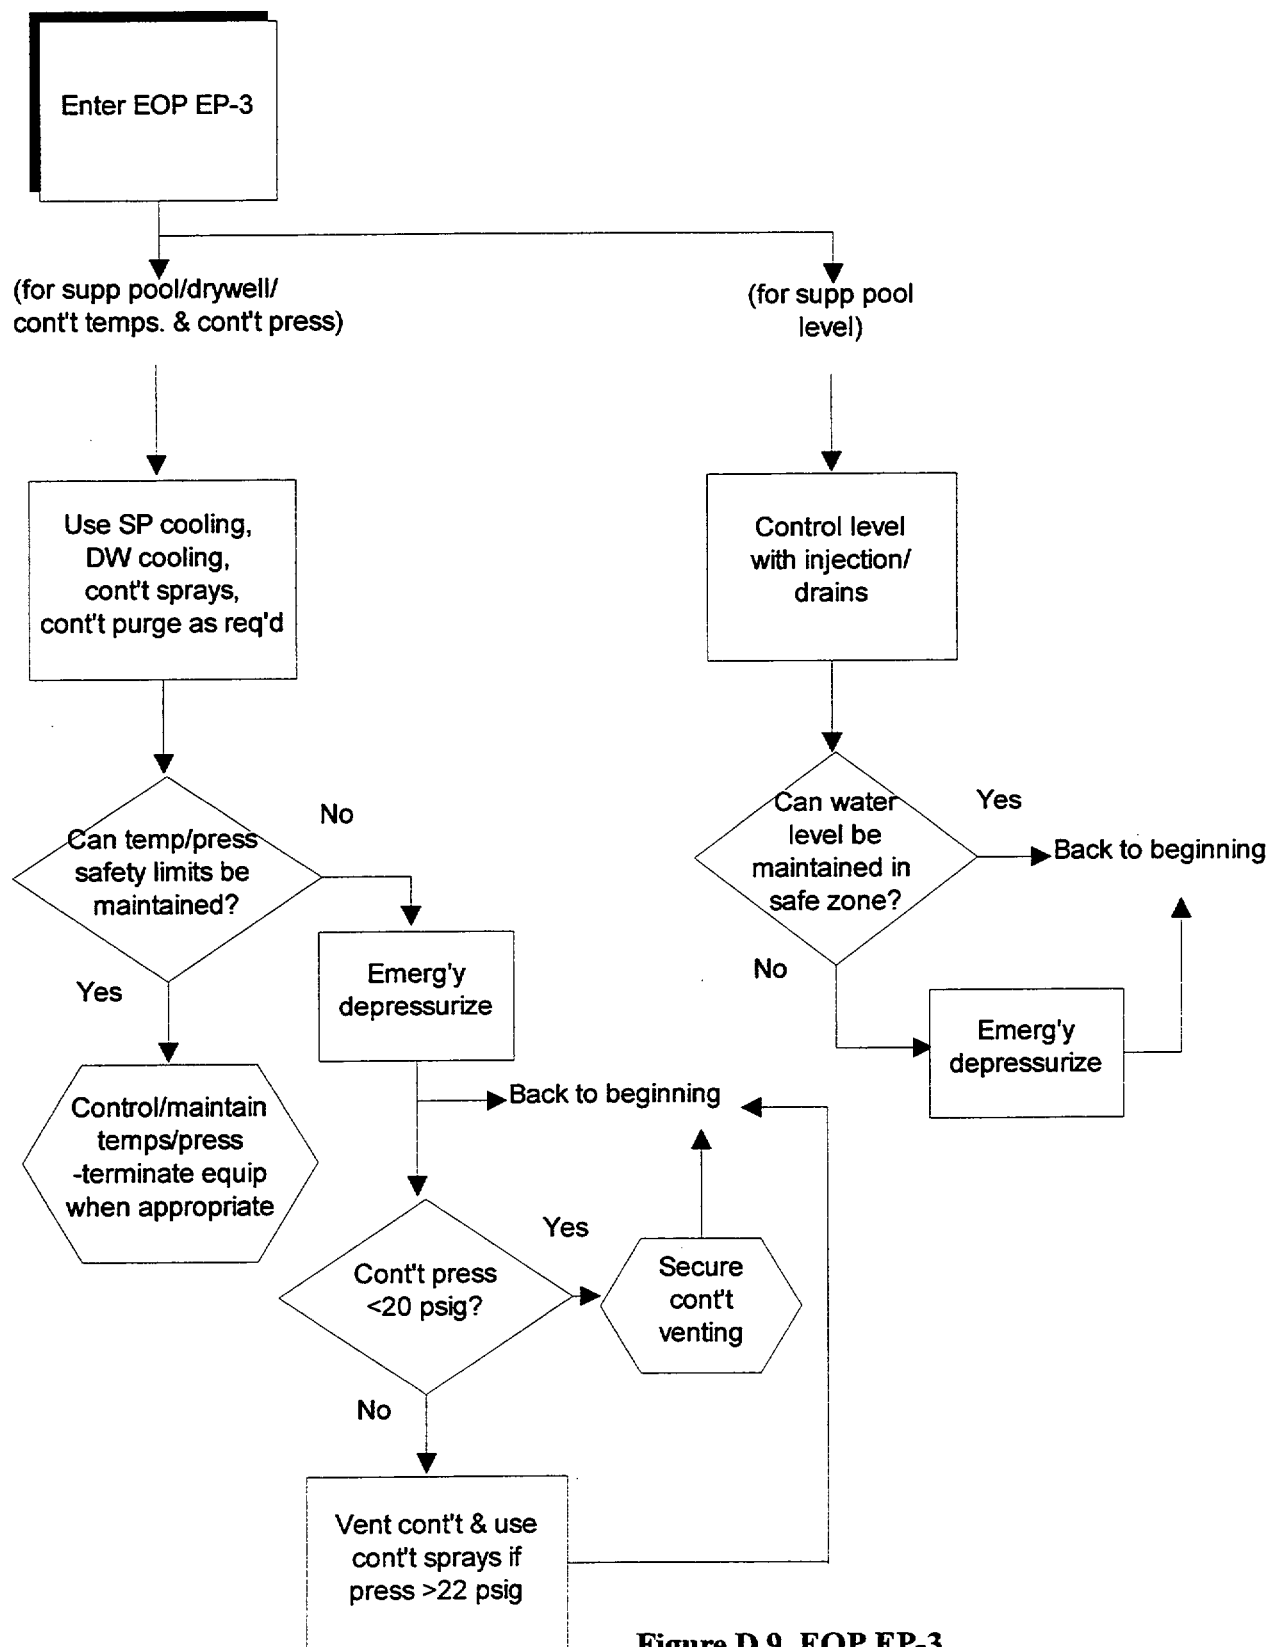 Enter EOP EP-3
(for supp pool/drywell/
cont't temps. & cont't press)
(for supp pool
level)
Use SP cooling,
DW cooling,
cont't sprays,
cont't purge as req'd
Control level
with injection/
drains
Can temp/press
safety limits be
maintained?
No
Yes
Can water
level be
maintained in
safe zone?
Yes
Back to beginning
No
Emerg'y
depressurize
Emerg'y
depressurize
Control/maintain
temps/press
-terminate equip
when appropriate
Back to beginning
Cont't press
<20 psig?
Yes
Secure
cont't
venting
No
Vent cont't & use
cont't sprays if
press >22 psig
Figure D.9 EOP EP-3